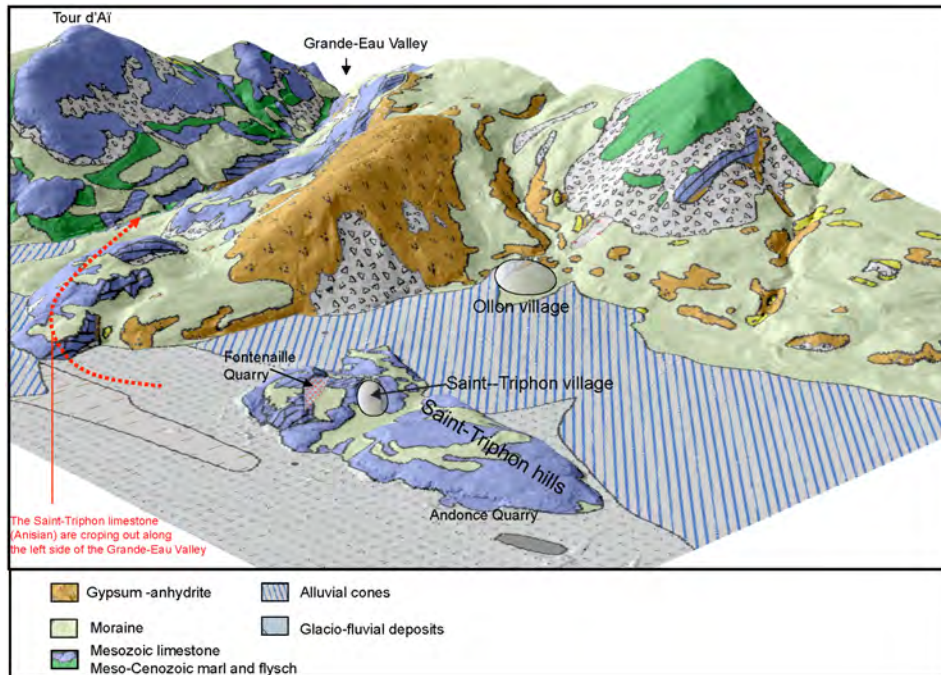 Tour d'Aï
Grande-Eau Valley
Ollon village
Fontenaille
Quarry
Saint--Triphon village
Saint-Triphon hills
Andonce Quarry
The Saint-Triphon limestone
(Anisian) are croping out along
the left side of the Grande-Eau Valley
Gypsum -anhydrite
Alluvial cones
Moraine
Glacio-fluvial deposits
Mesozoic limestone
Meso-Cenozoic marl and flysch